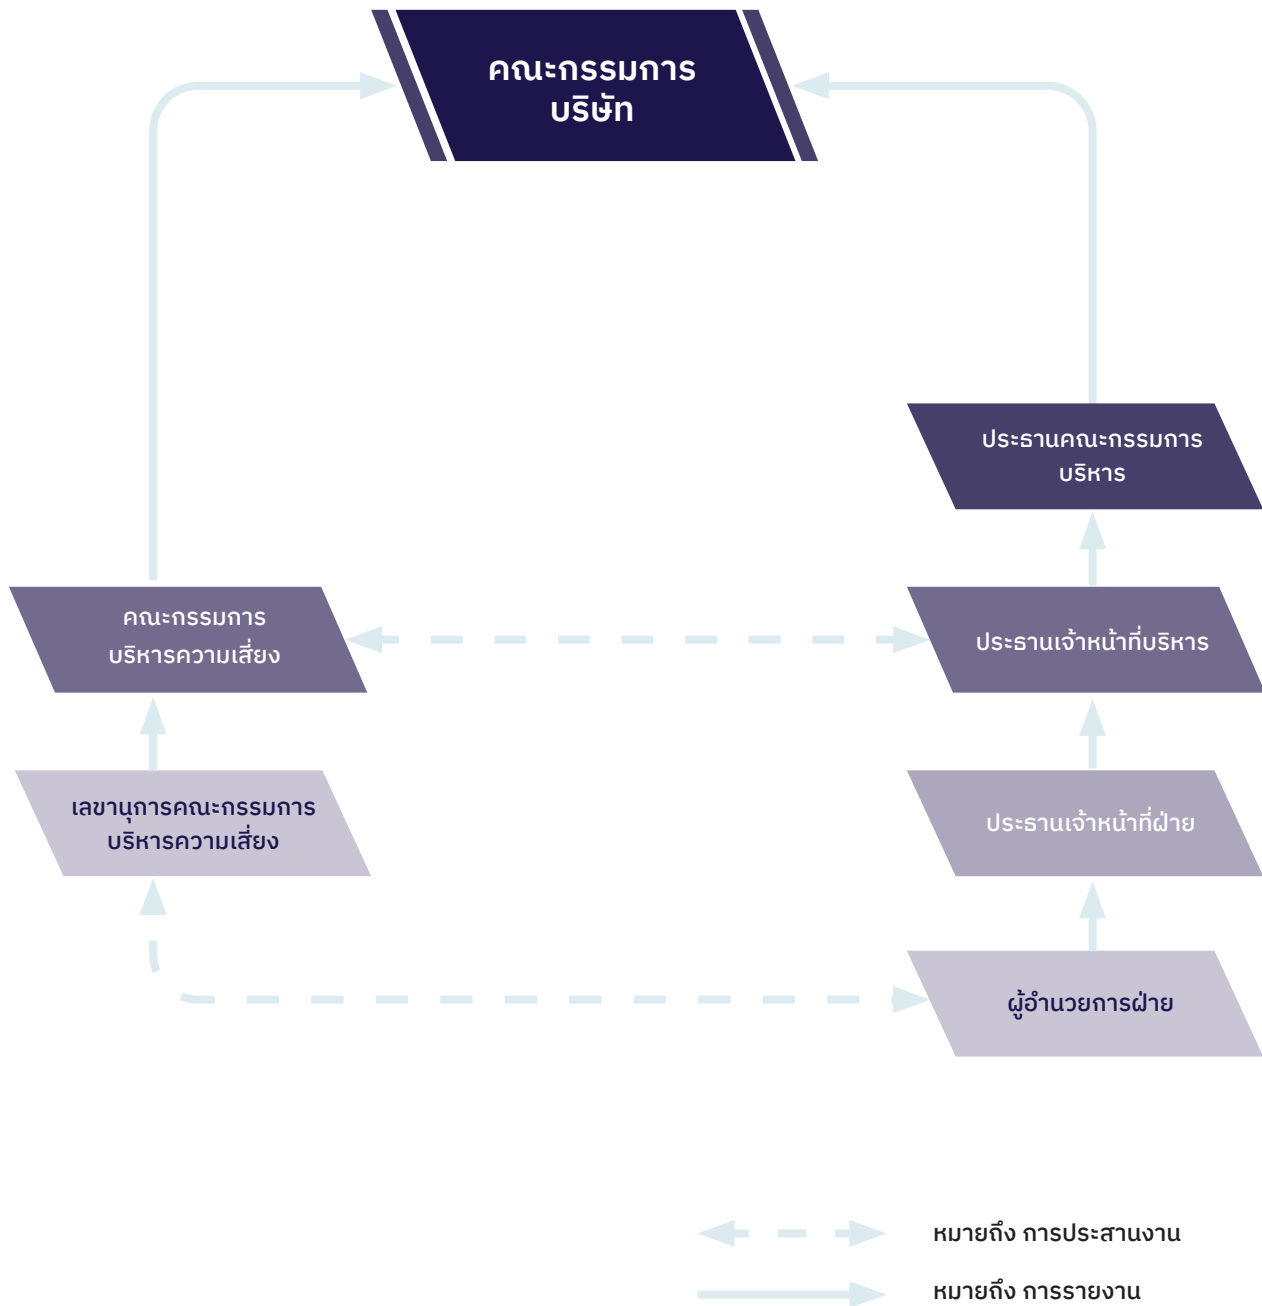 คณะกรรมการ
บริษัท
ประธานคณะกรรมการ
บริหาร
คณะกรรมการ
บริหารความเสี่ยง
ประธานเจ้าหน้าที่บริหาร
เลขานุการคณะกรรมการ
บริหารความเสี่ยง
ประธานเจ้าหน้าที่ฝ่าย
ผู้อำนวยการฝ่าย
หมายถึง การประสานงาน
หมายถึง การรายงาน